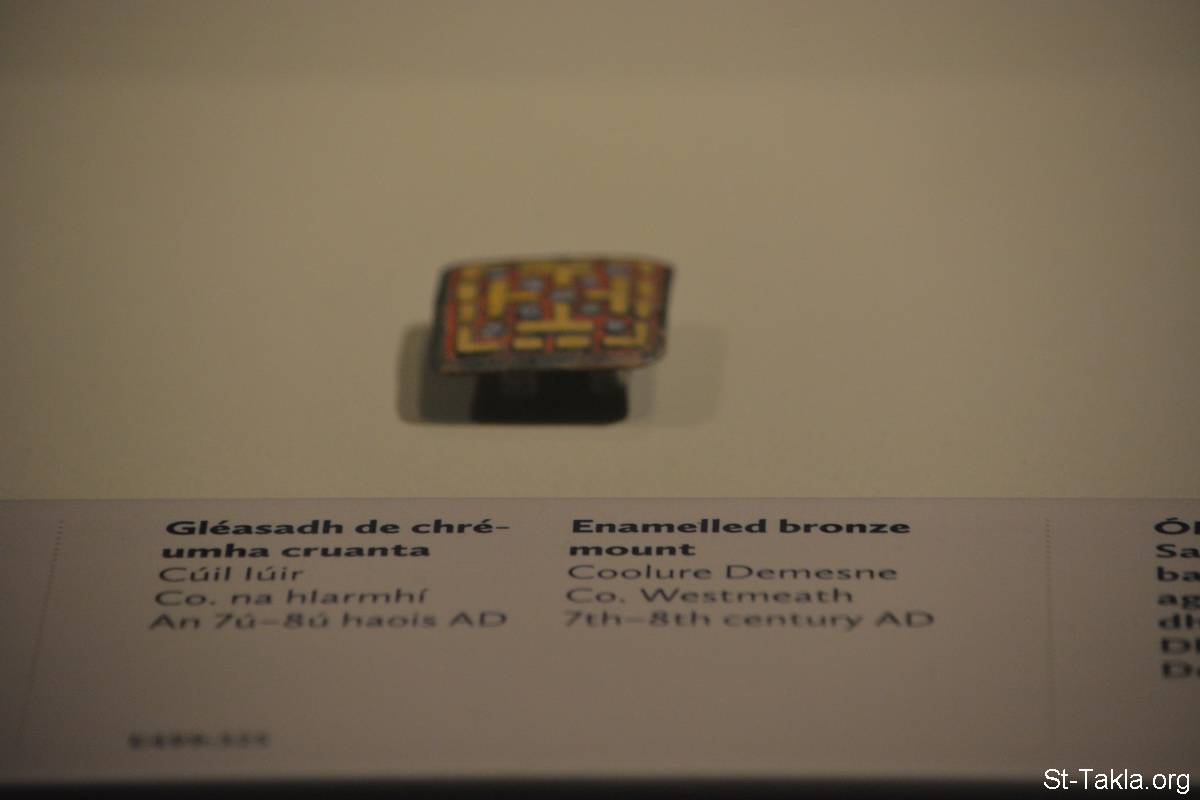 Gléasadh de chré-
umha cruanta
Cúil Iúir
Co. na hIarmhí
An 7ú–8ú haois AD
Enamelled bronze
mount
Coolure Demesne
Co. Westmeath
7th–8th century AD
St-Takla.org